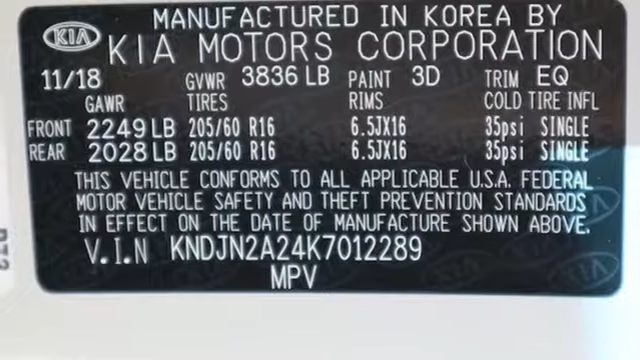 MANUFACTURED IN KOREA BY
KIA KIA MOTORS CORPORATION
11/18 GVWR 3836 LB PAINT 3D TRIM EQ
GAWR TIRES RIMS COLD TIRE INFL
FRONT 2249 LB 205/60 R16 6.5JX16 35psi SINGLE
REAR 2028 LB 205/60 R16 6.5JX16 35psi SINGLE
THIS VEHICLE CONFORMS TO ALL APPLICABLE U.S.A. FEDERAL
MOTOR VEHICLE SAFETY AND THEFT PREVENTION STANDARDS
IN EFFECT ON THE DATE OF MANUFACTURE SHOWN ABOVE.
V.I.N KNDJN2A24K7012289
MPV